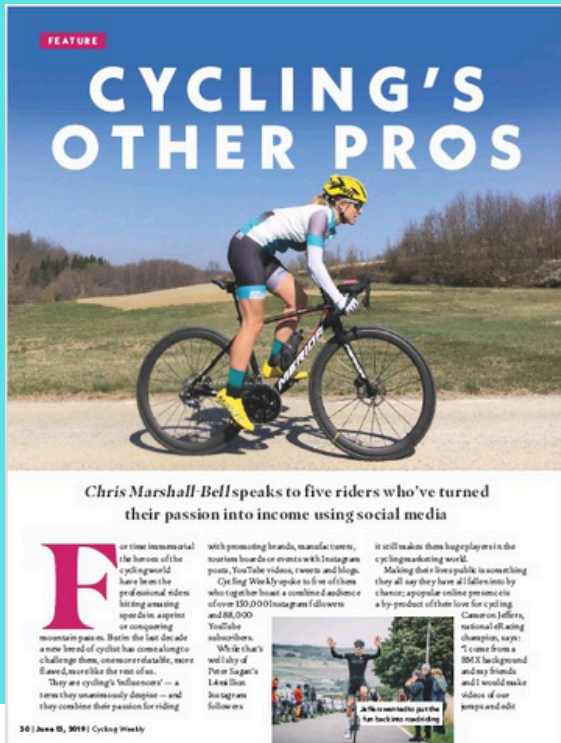 FEATURE
CYCLING'S
OTHER PROS
MERIDA
Chris Marshall-Bell speaks to five riders who've turned
their passion into income using social media
For time immemorial
the heroes of the
cycling world
have been the
professional riders
hitting amazing
speeds in a sprint
or conquering
mountain passes. But in the last decade
a new breed of cyclist has come along to
challenge them, one more relatable, more
flawed, more like the rest of us.
They are cycling's 'influencers' — a
term they unanimously despise — and
they combine their passion for riding
with promoting brands, manufacturers,
tourism boards or events with Instagram
posts, YouTube videos, tweets and blogs.
Cycling Weekly spoke to five of them
who together boast a combined audience
of over 150,000 Instagram followers
and 88,000
YouTube
subscribers.
While that's
well shy of
Peter Sagan's
1.4 million
Instagram
followers
it still makes them huge players in the
cycling marketing world.
Making their lives public is something
they all say they have all fallen into by
chance; a popular online presence is
a by-product of their love for cycling.
Cameron Jeffers,
national eRacing
champion, says:
"I come from a
BMX background
and my friends
and I would make
videos of our
jumps and edit
Jeffers wanted to put the
fun back into road riding
30 | June 13, 2019 | Cycling Weekly